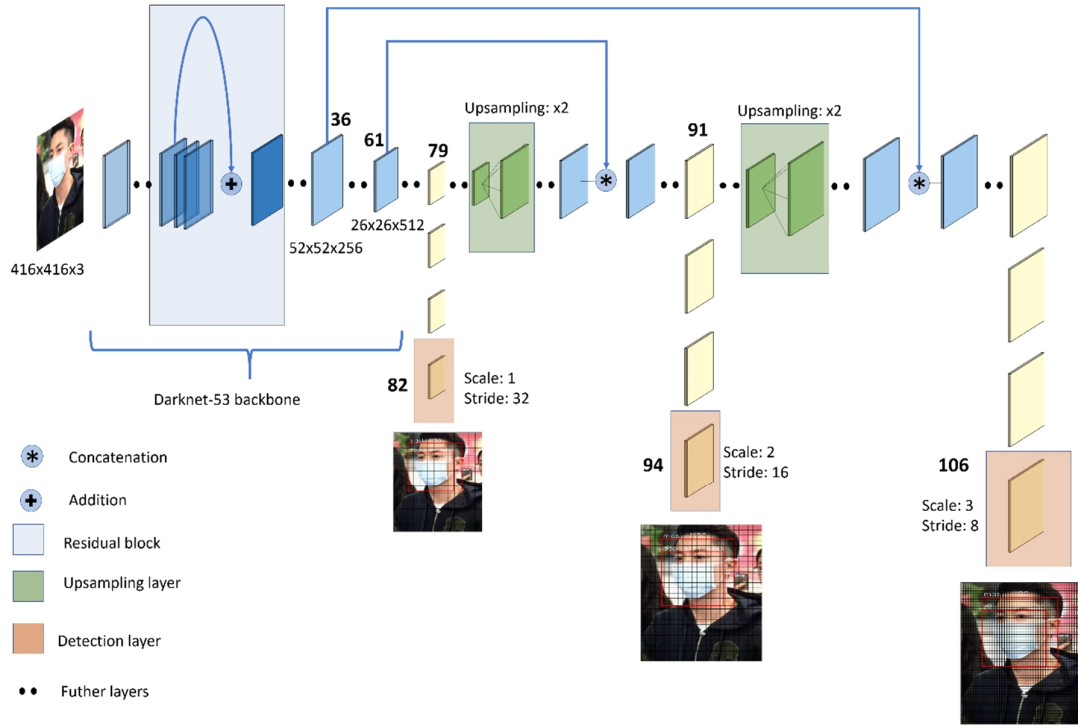 36
61
79
Upsampling: x2
91
Upsampling: x2
416x416x3
52x52x256
26x26x512
Darknet-53 backbone
82
Scale: 1
Stride: 32
94
Scale: 2
Stride: 16
106
Scale: 3
Stride: 8
Concatenation
Addition
Residual block
Upsampling layer
Detection layer
Futher layers